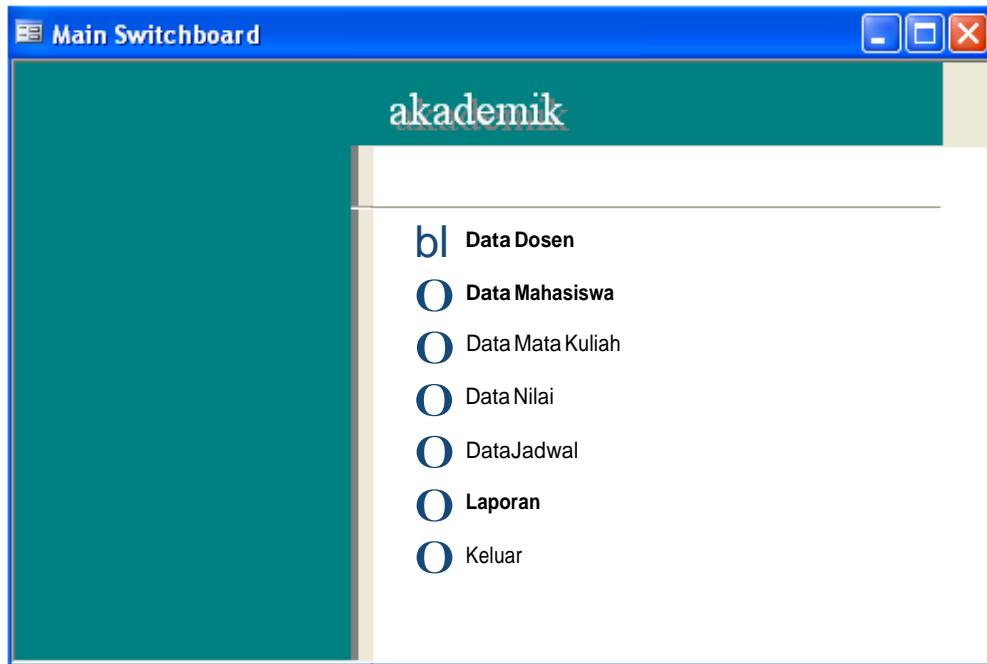 Main Switchboard
akademik
bl Data Dosen
O Data Mahasiswa
O Data Mata Kuliah
O Data Nilai
O DataJadwal
O Laporan
O Keluar